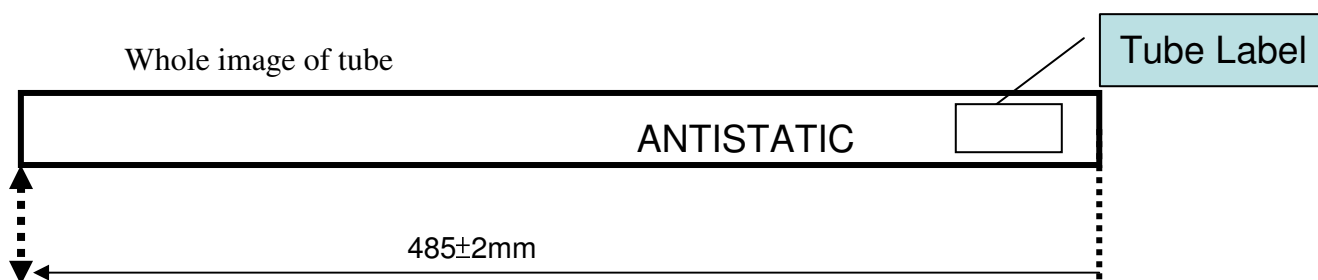 Tube Label
Whole image of tube
ANTISTATIC
485±2mm